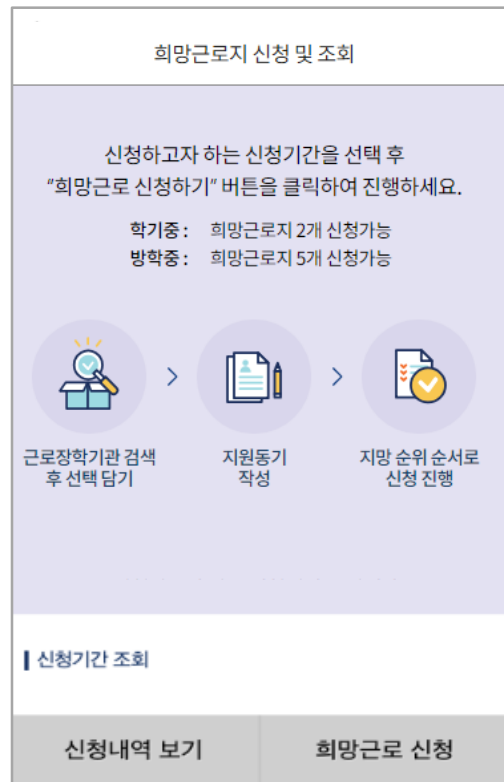 희망근로지 신청 및 조회
신청하고자 하는 신청기간을 선택 후
"희망근로 신청하기" 버튼을 클릭하여 진행하세요.
학기중 : 희망근로지 2개 신청가능
방학중 : 희망근로지 5개 신청가능
근로장학기관 검색
후 선택 담기
지원동기
작성
지망 순위 순서로
신청 진행
신청기간 조회
신청내역 보기
희망근로 신청